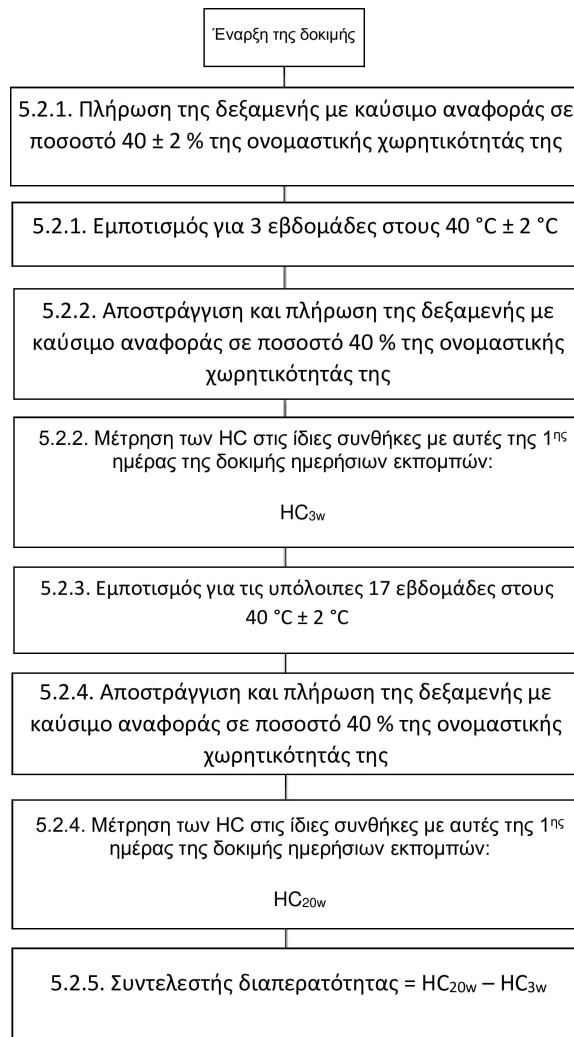 Έναρξη της δοκιμής
5.2.1. Πλήρωση της δεξαμενής με καύσιμο αναφοράς σε
ποσοστό 40 ± 2 % της ονομαστικής χωρητικότητάς της
5.2.1. Εμποτισμός για 3 εβδομάδες στους 40 °C ± 2 °C
5.2.2. Αποστράγγιση και πλήρωση της δεξαμενής με
καύσιμο αναφοράς σε ποσοστό 40 % της ονομαστικής
χωρητικότητάς της
5.2.2. Μέτρηση των HC στις ίδιες συνθήκες με αυτές της 1ης
ημέρας της δοκιμής ημερήσιων εκπομπών:
HC3w
5.2.3. Εμποτισμός για τις υπόλοιπες 17 εβδομάδες στους
40 °C ± 2 °C
5.2.4. Αποστράγγιση και πλήρωση της δεξαμενής με
καύσιμο αναφοράς σε ποσοστό 40 % της ονομαστικής
χωρητικότητάς της
5.2.4. Μέτρηση των HC στις ίδιες συνθήκες με αυτές της 1ης
ημέρας της δοκιμής ημερήσιων εκπομπών:
HC20w
5.2.5. Συντελεστής διαπερατότητας = HC20w – HC3w